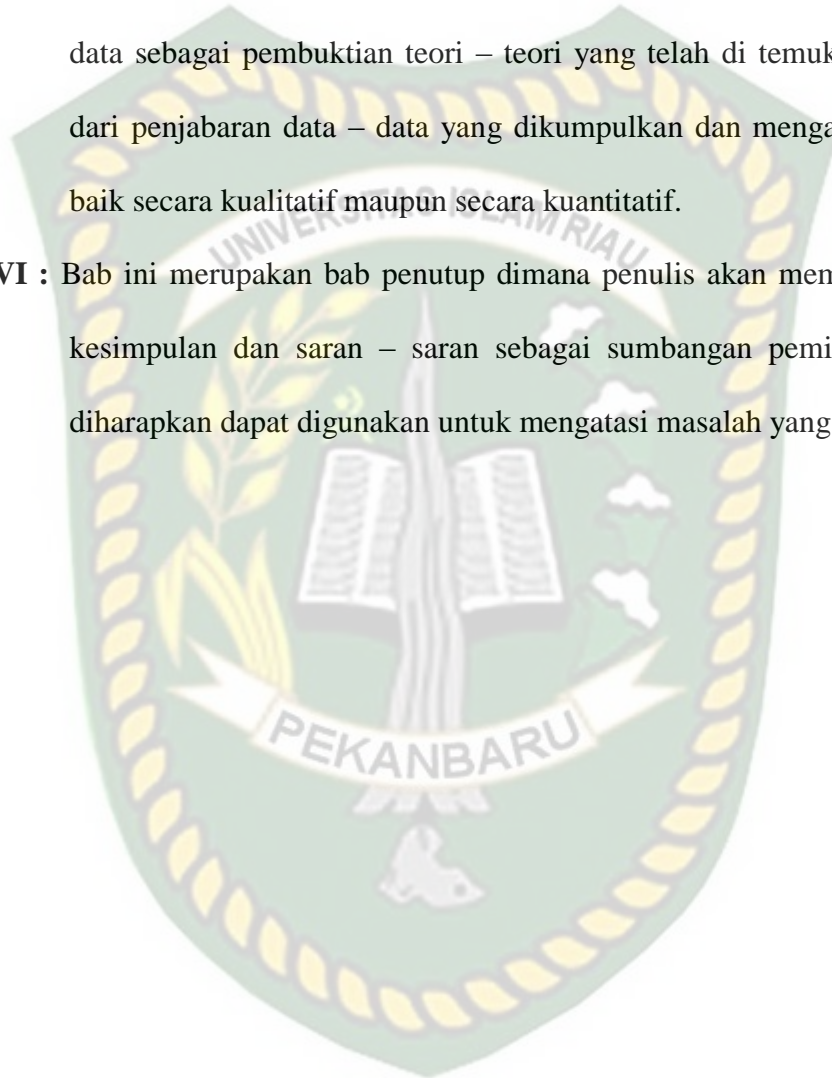 data sebagai pembuktian teori – teori yang telah di temuk
dari penjabaran data – data yang dikumpulkan dan menga
baik secara kualitatif maupun secara kuantitatif.
UNIVERSITAS ISLAM RIAU
VI : Bab ini merupakan bab penutup dimana penulis akan mem
kesimpulan dan saran – saran sebagai sumbangan pemi
diharapkan dapat digunakan untuk mengatasi masalah yang
PEKANBARU